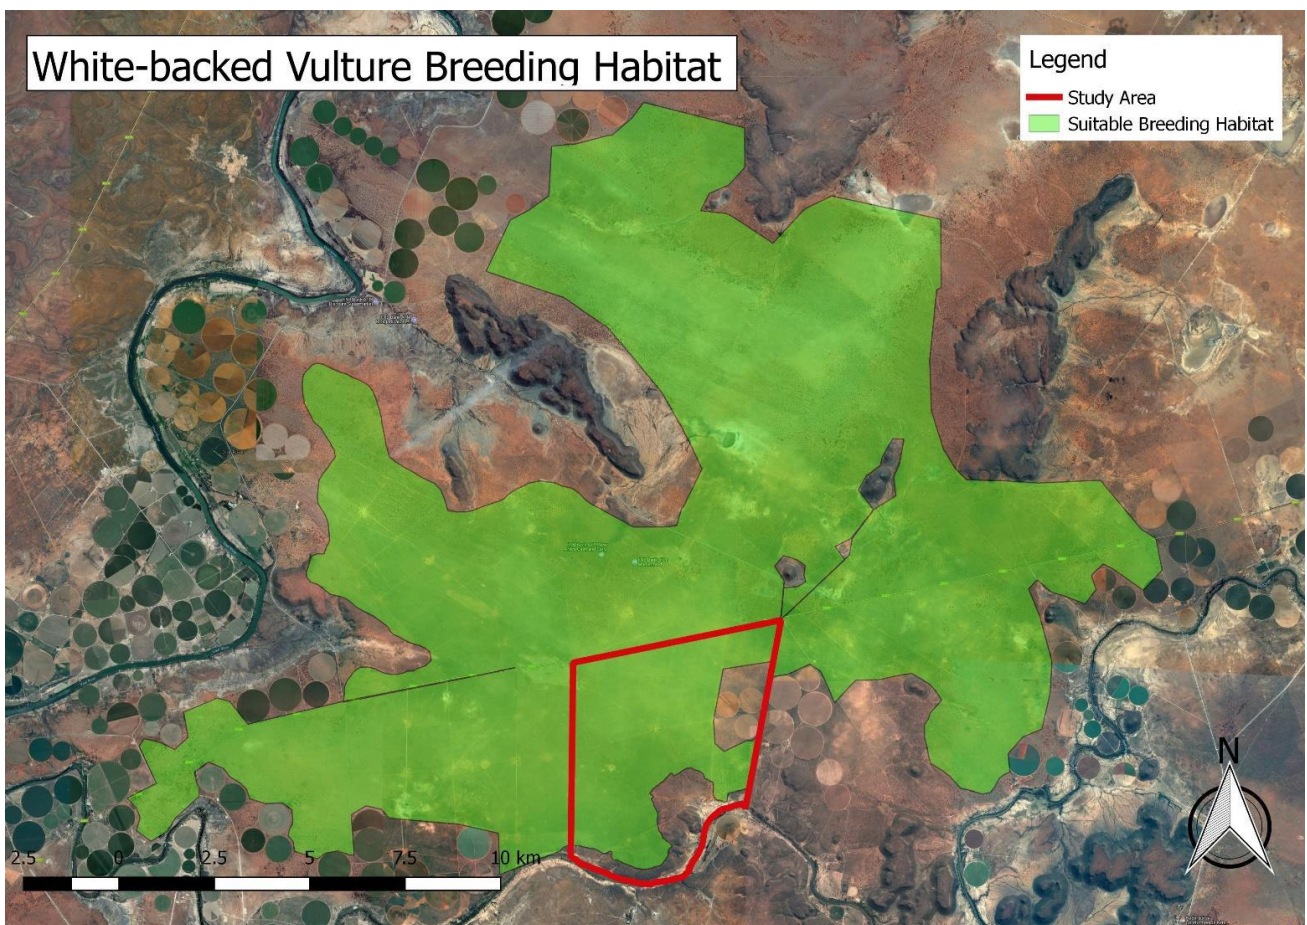 White-backed Vulture Breeding Habitat
Legend
Study Area
Suitable Breeding Habitat
N
2.5 0 2.5 5 7.5 10 km